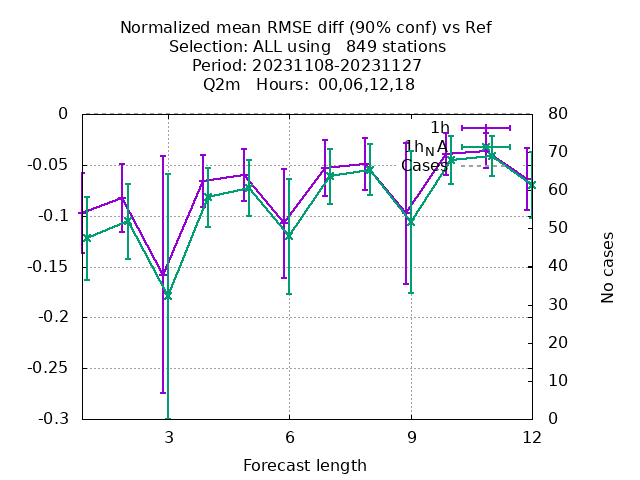 Normalized mean RMSE diff (90% conf) vs Ref
Selection: ALL using   849 stations
Period: 20231108-20231127
Q2m   Hours:  00,06,12,18
0
-0.05
-0.1
-0.15
-0.2
-0.25
-0.3
80
70
60
50
40
30
20
10
0
1h
1h_N A
Cases
No cases
3
6
9
12
Forecast length